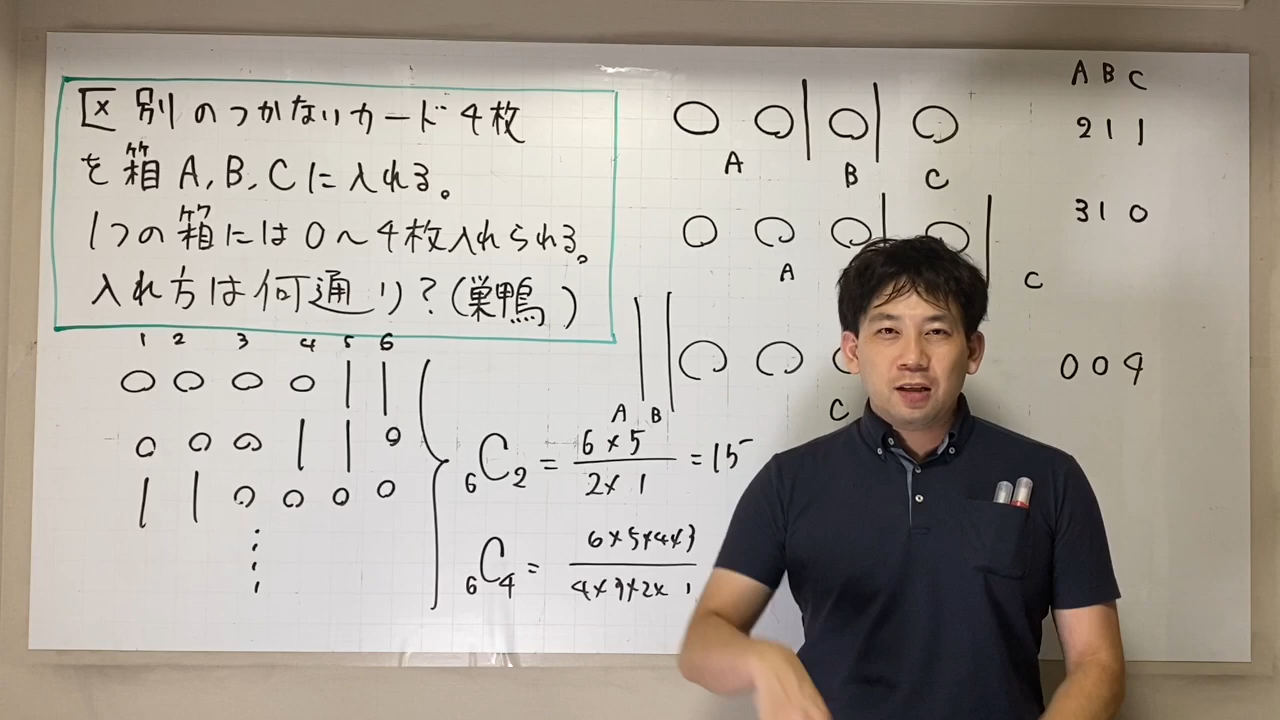 区別のつかないカード4枚
を箱A,B,Cに入れる。
1つの箱には0〜4枚入れられる。
入れ方は何通り?(巣鴨)
1 2 3 4 5 6
○○○○||
○○○||○
||○○○○
₆C₂ = 6×5 / 2×1 = 15
₆C₄ = 6×5×4×3 / 4×3×2×1
○○|○|○
A B C
○○○|○|
A C
||○○
A B C
A B C
2 1 1
3 1 0
0 0 4